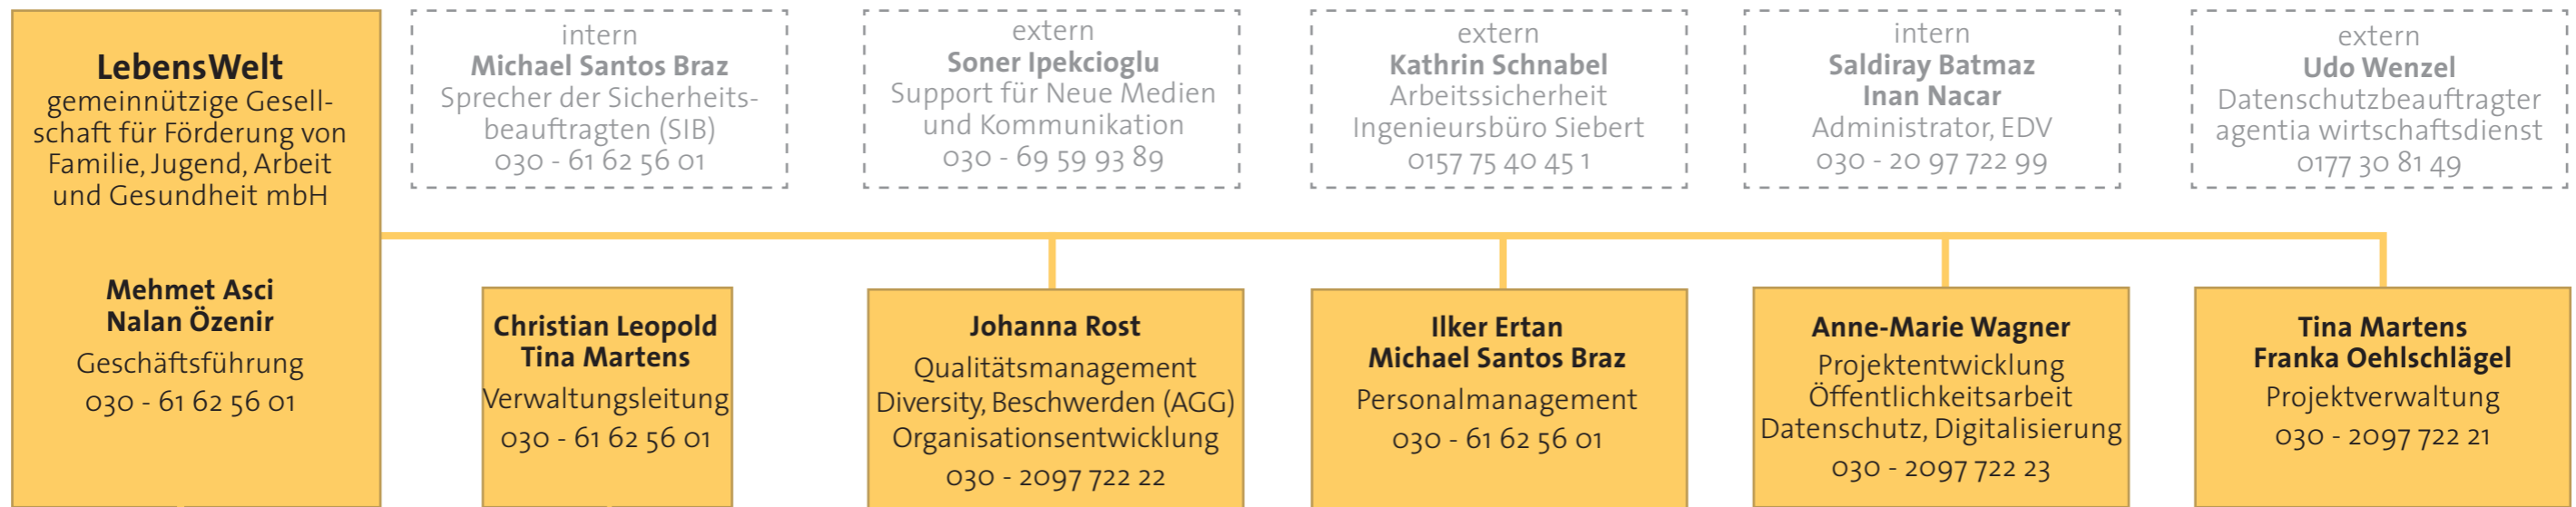 LebensWelt
gemeinnützige Gesell-
schaft für Förderung von
Familie, Jugend, Arbeit
und Gesundheit mbH
Mehmet Asci
Nalan Özenir
Geschäftsführung
030 - 61 62 56 01
intern
Michael Santos Braz
Sprecher der Sicherheits-
beauftragten (SIB)
030 - 61 62 56 01
extern
Soner Ipekcioglu
Support für Neue Medien
und Kommunikation
030 - 69 59 93 89
extern
Kathrin Schnabel
Arbeitssicherheit
Ingenieursbüro Siebert
0157 75 40 45 1
intern
Saldiray Batmaz
Inan Nacar
Administrator, EDV
030 - 20 97 722 99
extern
Udo Wenzel
Datenschutzbeauftragter
agentia wirtschaftsdienst
0177 30 81 49
Christian Leopold
Tina Martens
Verwaltungsleitung
030 - 61 62 56 01
Johanna Rost
Qualitätsmanagement
Diversity, Beschwerden (AGG)
Organisationsentwicklung
030 - 2097 722 22
Ilker Ertan
Michael Santos Braz
Personalmanagement
030 - 61 62 56 01
Anne-Marie Wagner
Projektentwicklung
Öffentlichkeitsarbeit
Datenschutz, Digitalisierung
030 - 2097 722 23
Tina Martens
Franka Oehlschlägel
Projektverwaltung
030 - 2097 722 21